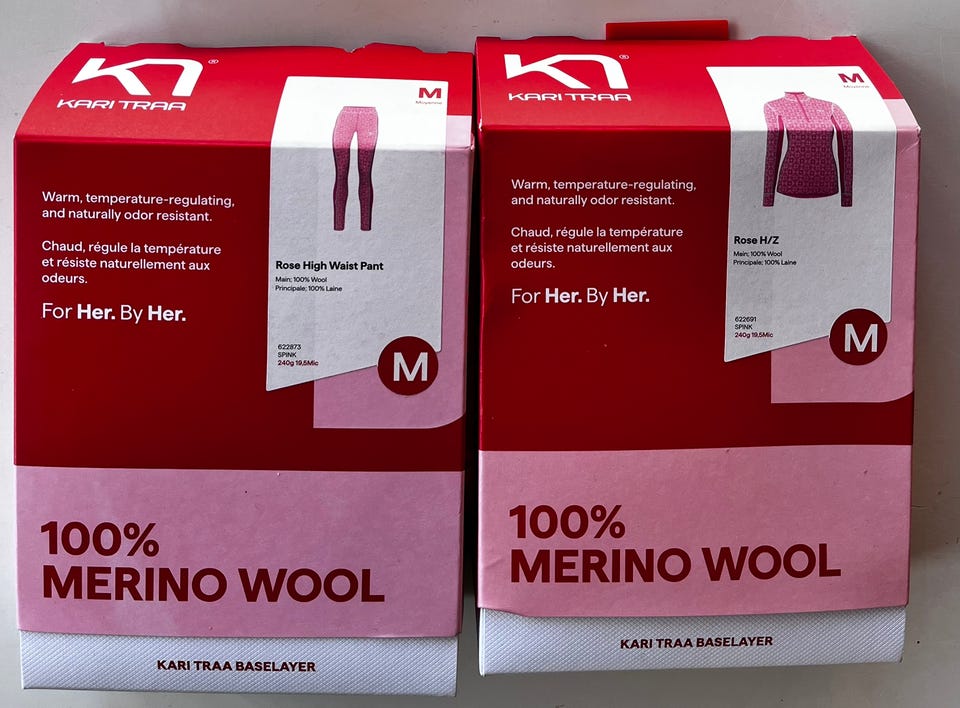 KARI TRAA
®
M
Moyenne
Warm, temperature-regulating,
and naturally odor resistant.
Chaud, régule la température
et résiste naturellement aux
odeurs.
For Her. By Her.
Rose High Waist Pant
Main; 100% Wool
Principale; 100% Laine
622873
SPINK
240g 19,5Mic
M
100%
MERINO WOOL
KARI TRAA BASELAYER
KARI TRAA
®
M
Moyenne
Warm, temperature-regulating,
and naturally odor resistant.
Chaud, régule la température
et résiste naturellement aux
odeurs.
For Her. By Her.
Rose H/Z
Main; 100% Wool
Principale; 100% Laine
622691
SPINK
240g 19,5Mic
M
100%
MERINO WOOL
KARI TRAA BASELAYER